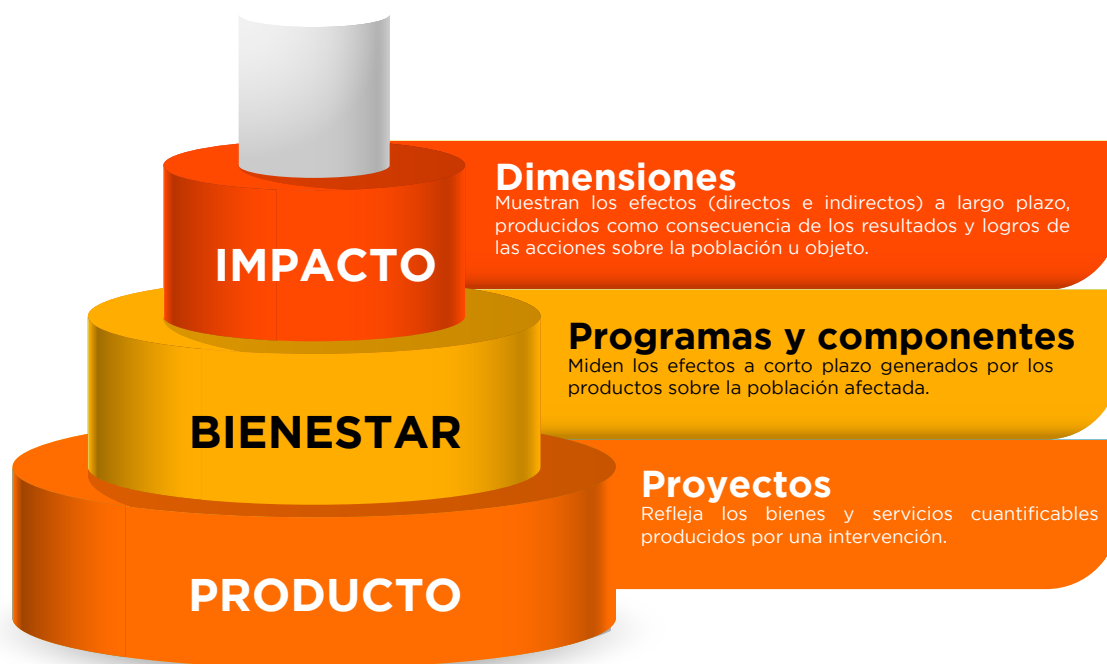 Dimensiones
Muestran los efectos (directos e indirectos) a largo plazo,
producidos como consecuencia de los resultados y logros de
las acciones sobre la población u objeto.
IMPACTO
Programas y componentes
Miden los efectos a corto plazo generados por los
productos sobre la población afectada.
BIENESTAR
Proyectos
Refleja los bienes y servicios cuantificables
producidos por una intervención.
PRODUCTO